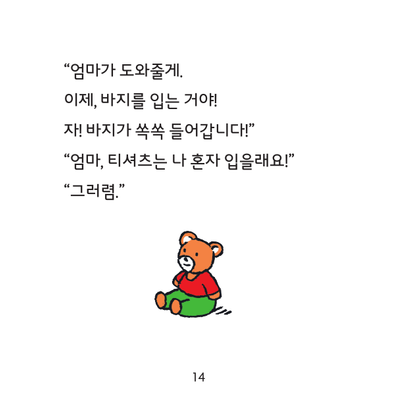 “엄마가 도와줄게.
이제, 바지를 입는 거야!
자! 바지가 쏙쏙 들어갑니다!”
“엄마, 티셔츠는 나 혼자 입을래요!”
“그러렴.”
14